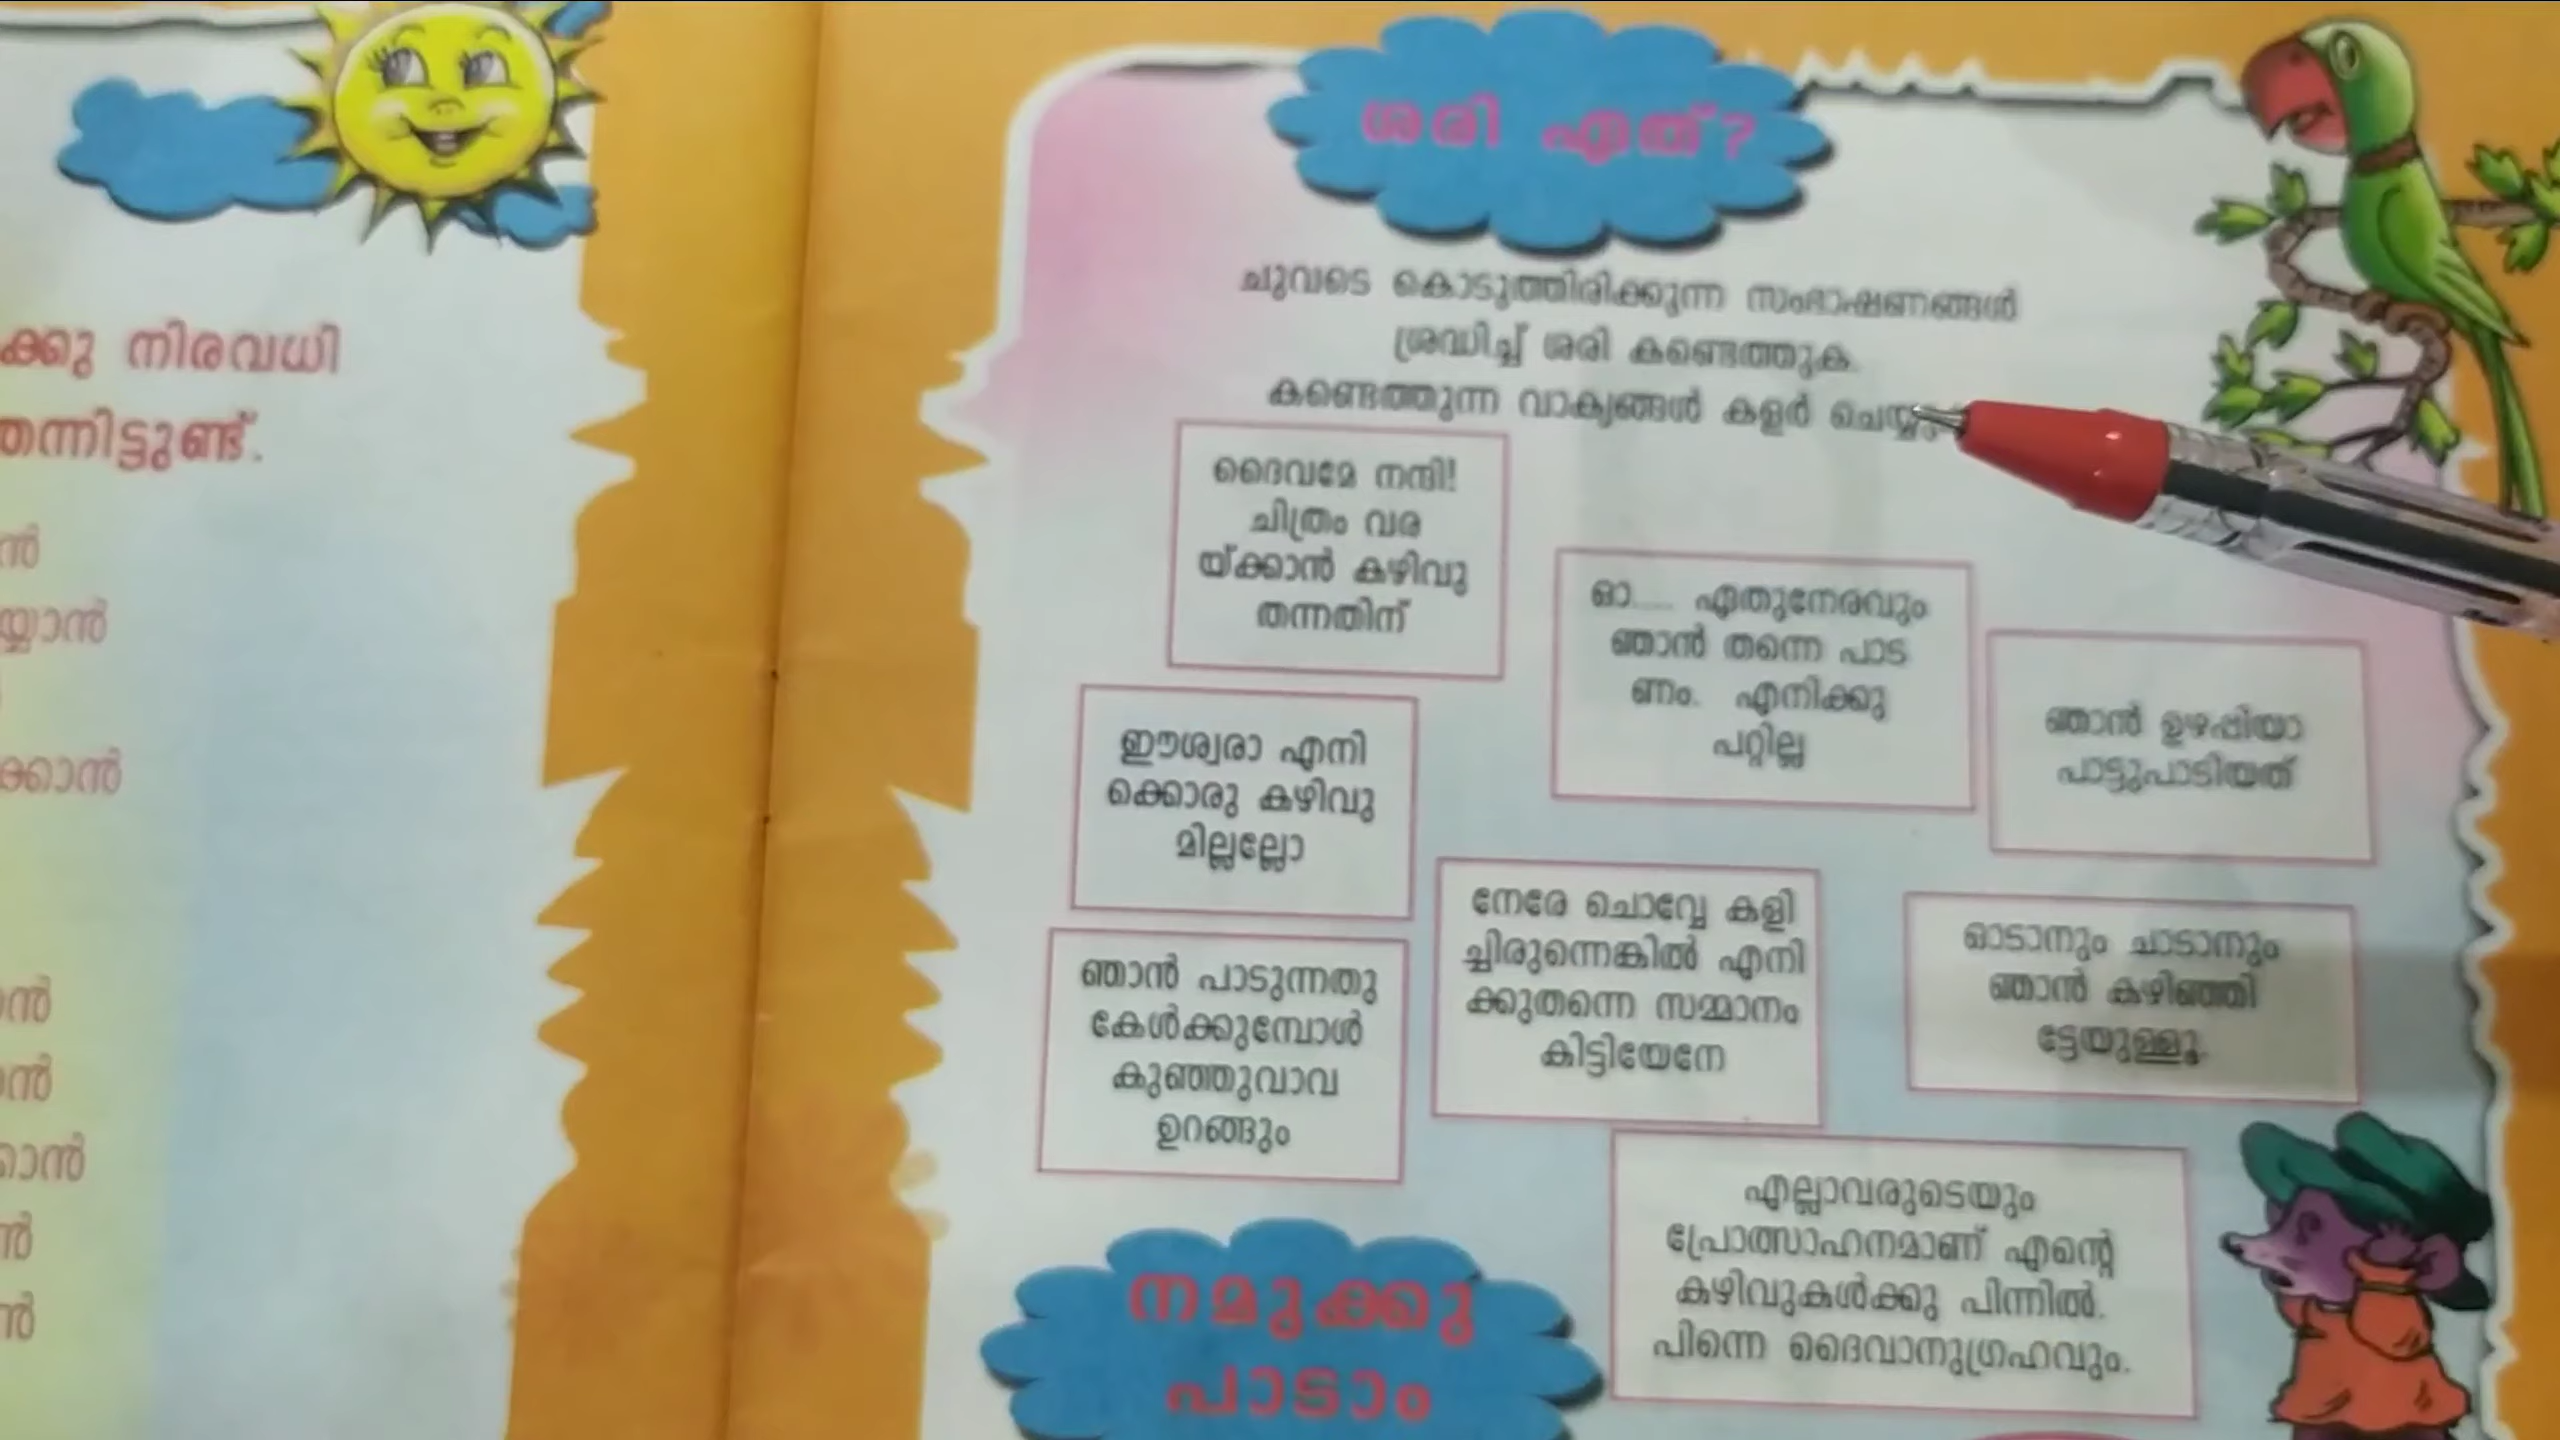 ക്കു നിരവധി
തന്നിട്ടുണ്ട്.
ൻ
യ്യാൻ
ക്കാൻ
ൻ
ൻ
ക്കാൻ
ൻ
ൻ
ശരി ഏത്?
ചുവടെ കൊടുത്തിരിക്കുന്ന സംഭാഷണങ്ങൾ
ശ്രദ്ധിച്ച് ശരി കണ്ടെത്തുക.
കണ്ടെത്തുന്ന വാക്യങ്ങൾ കളർ ചെയ്യുക
ദൈവമേ നന്ദി!
ചിത്രം വര
യ്ക്കാൻ കഴിവു
തന്നതിന്
ഓ..... ഏതുനേരവും
ഞാൻ തന്നെ പാട
ണം. എനിക്കു
പറ്റില്ല
ഞാൻ ഉഴപ്പിയാ
പാട്ടുപാടിയത്
ഈശ്വരാ എനി
ക്കൊരു കഴിവു
മില്ലല്ലോ
നേരേ ചൊവ്വേ കളി
ച്ചിരുന്നെങ്കിൽ എനി
ക്കുതന്നെ സമ്മാനം
കിട്ടിയേനേ
ഓടാനും ചാടാനും
ഞാൻ കഴിഞ്ഞി
ട്ടേയുള്ളൂ.
ഞാൻ പാടുന്നതു
കേൾക്കുമ്പോൾ
കുഞ്ഞുവാവ
ഉറങ്ങും
എല്ലാവരുടെയും
പ്രോത്സാഹനമാണ് എന്റെ
കഴിവുകൾക്കു പിന്നിൽ.
പിന്നെ ദൈവാനുഗ്രഹവും.
നമുക്കു
പാടാം